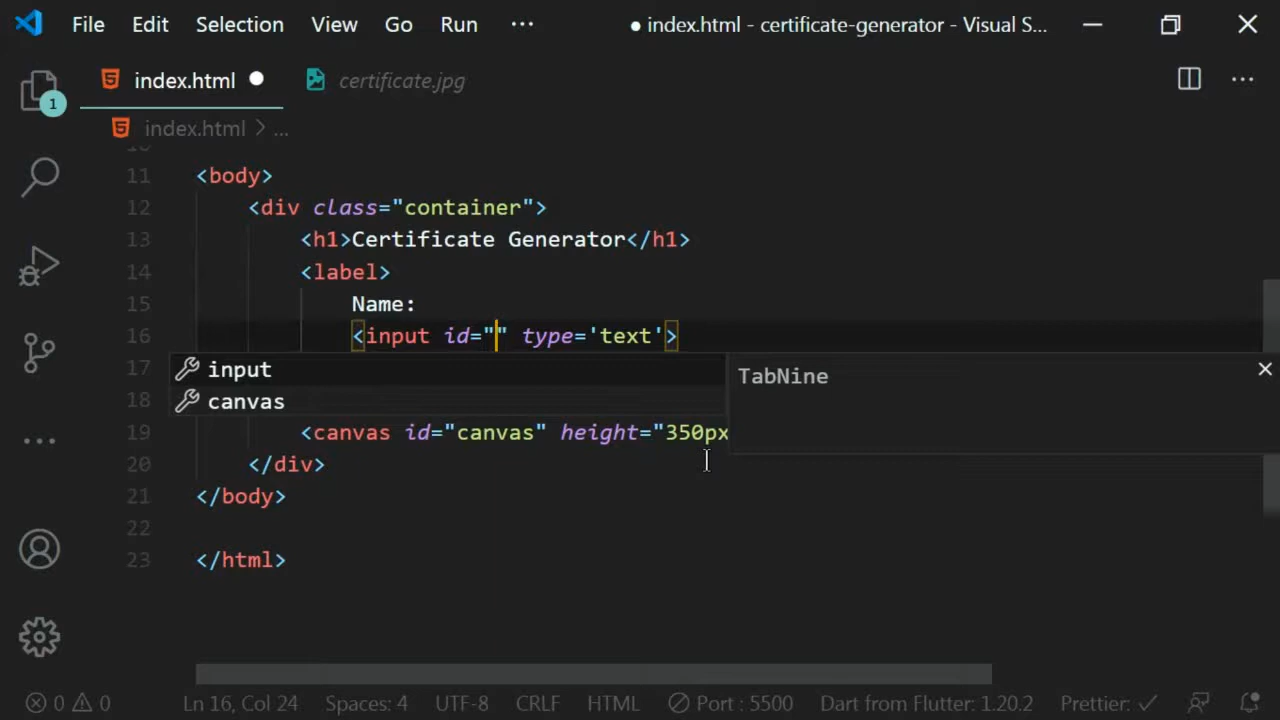 File Edit Selection View Go Run ··· ● index.html - certificate-generator - Visual S...
index.html ● certificate.jpg ···
1
index.html > ...
11 <body>
12 <div class="container">
13 <h1>Certificate Generator</h1>
14 <label>
15 Name:
16 <input id="" type='text'>
17 input TabNine
18 canvas
19 <canvas id="canvas" height="350px
20 </div>
21 </body>
22
23 </html>
0 0 Ln 16, Col 24 Spaces: 4 UTF-8 CRLF HTML Port : 5500 Dart from Flutter: 1.20.2 Prettier: ✓